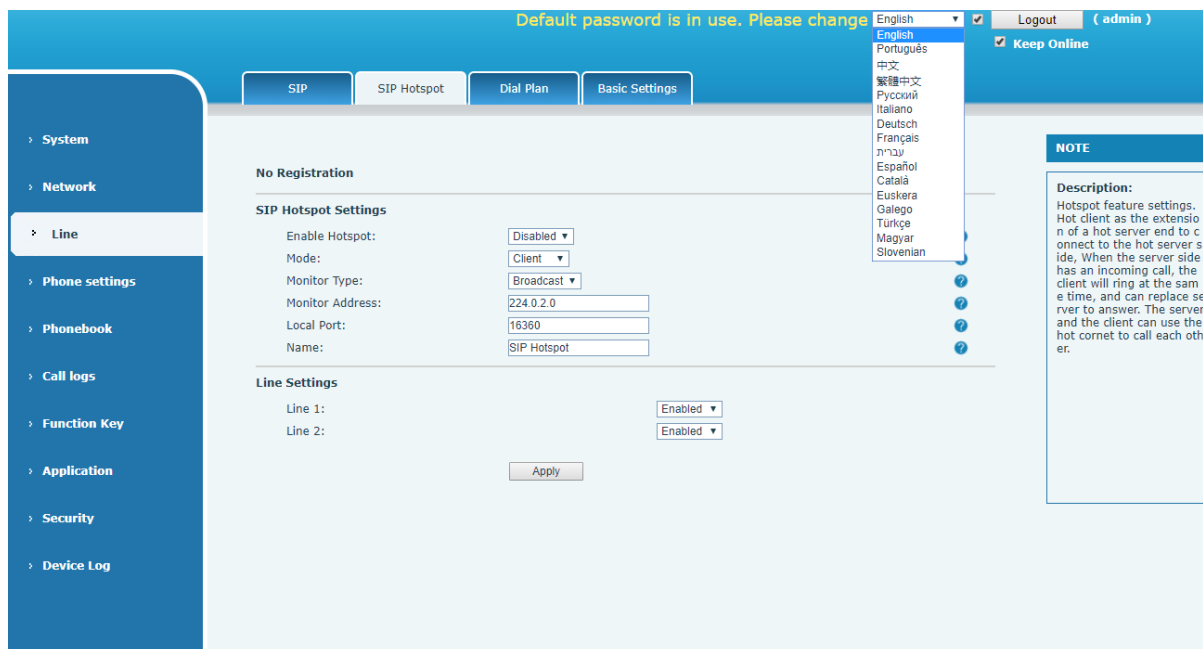 Default password is in use. Please change
English
Logout
( admin )
Keep Online
English
Português
中文
繁體中文
Русский
Italiano
Deutsch
Français
עברית
Español
Català
Euskera
Galego
Türkçe
Magyar
Slovenian
SIP
SIP Hotspot
Dial Plan
Basic Settings
System
Network
Line
Phone settings
Phonebook
Call logs
Function Key
Application
Security
Device Log
No Registration
SIP Hotspot Settings
Enable Hotspot: Disabled
Mode: Client
Monitor Type: Broadcast
Monitor Address: 224.0.2.0
Local Port: 16360
Name: SIP Hotspot
Line Settings
Line 1: Enabled
Line 2: Enabled
Apply
NOTE
Description:
Hotspot feature settings.
Hot client as the extensio
n of a hot server end to c
onnect to the hot server s
ide, When the server side
has an incoming call, the
client will ring at the sam
e time, and can replace se
rver to answer. The server
and the client can use the
hot cornet to call each oth
er.